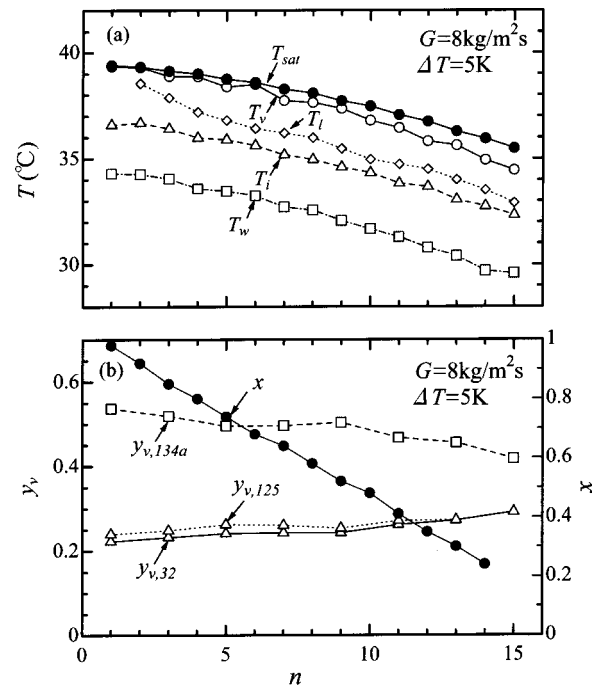 (a)
G=8kg/m²s
ΔT=5K
T_sat
T_v
T_l
T_i
T_w
T (°C)
40
35
30
(b)
G=8kg/m²s
ΔT=5K
x
y_v,134a
y_v,125
y_v,32
y_v
0.6
0.4
0.2
0
x
1
0.8
0.6
0.4
0.2
0
0 5 10 15
n